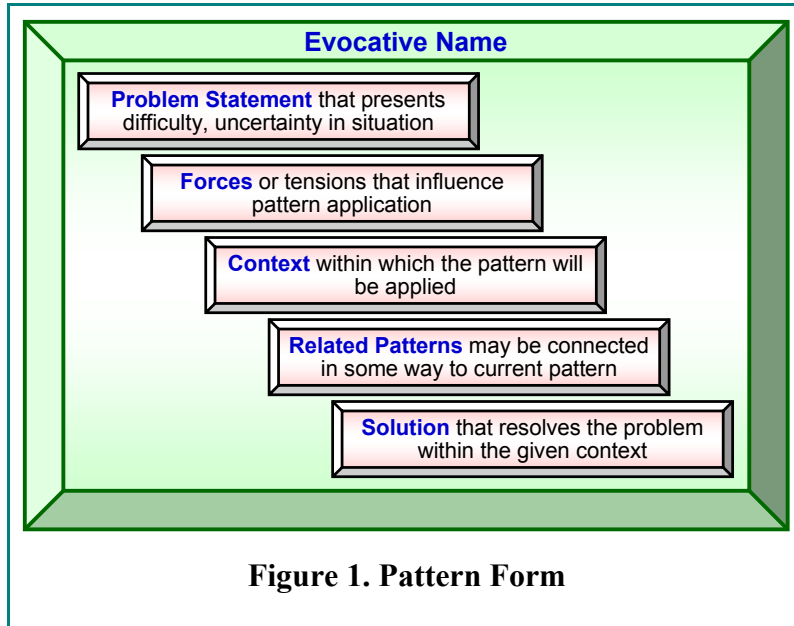 Evocative Name
Problem Statement that presents
difficulty, uncertainty in situation
Forces or tensions that influence
pattern application
Context within which the pattern will
be applied
Related Patterns may be connected
in some way to current pattern
Solution that resolves the problem
within the given context
Figure 1. Pattern Form